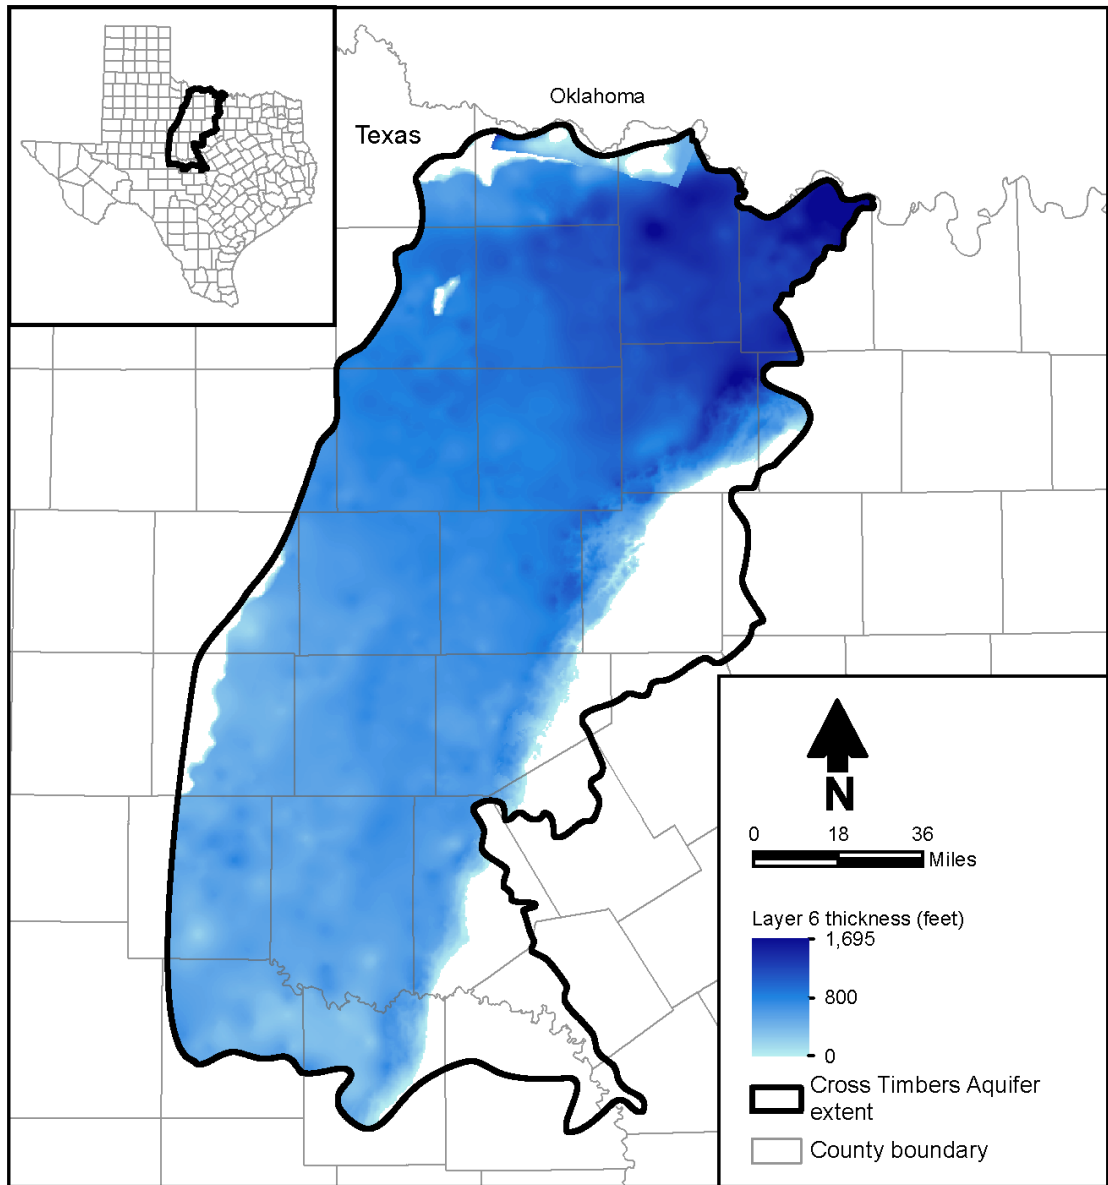 Oklahoma
Texas
N
0 18 36
Miles
Layer 6 thickness (feet)
1,695
800
0
Cross Timbers Aquifer
extent
County boundary